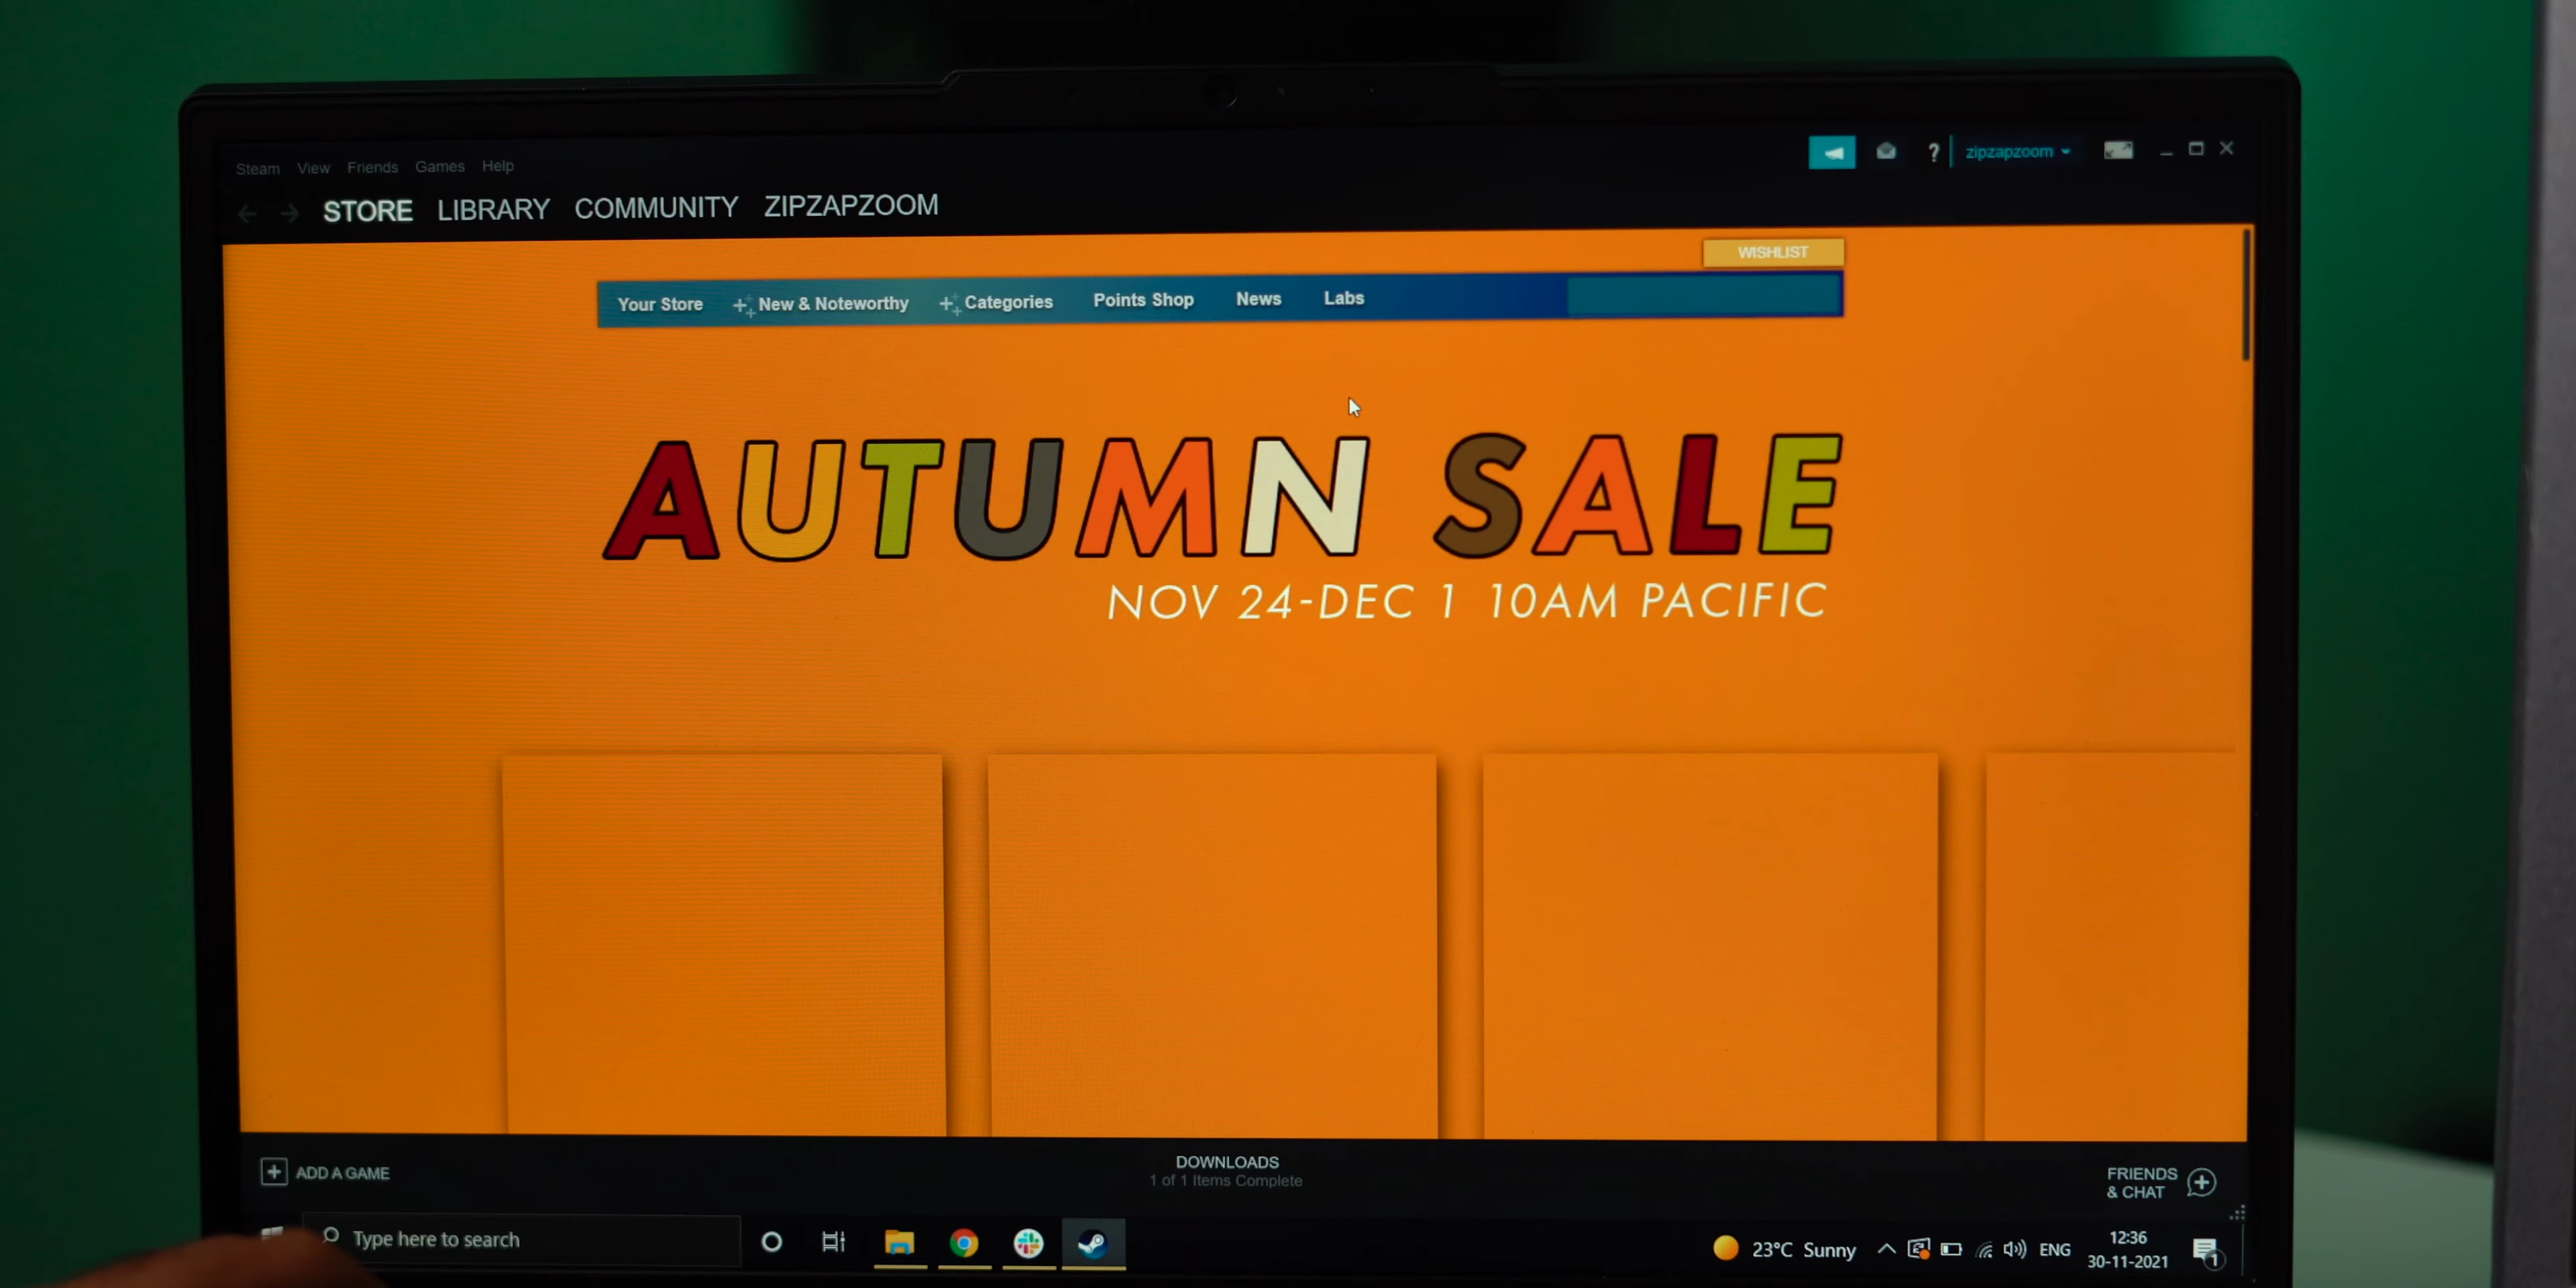 Steam View Friends Games Help
? zipzapzoom
STORE LIBRARY COMMUNITY ZIPZAPZOOM
WISHLIST
Your Store New & Noteworthy Categories Points Shop News Labs
AUTUMN SALE
NOV 24-DEC 1 10AM PACIFIC
ADD A GAME
DOWNLOADS
1 of 1 Items Complete
FRIENDS
& CHAT
Type here to search
23°C Sunny
ENG
12:36
30-11-2021
1